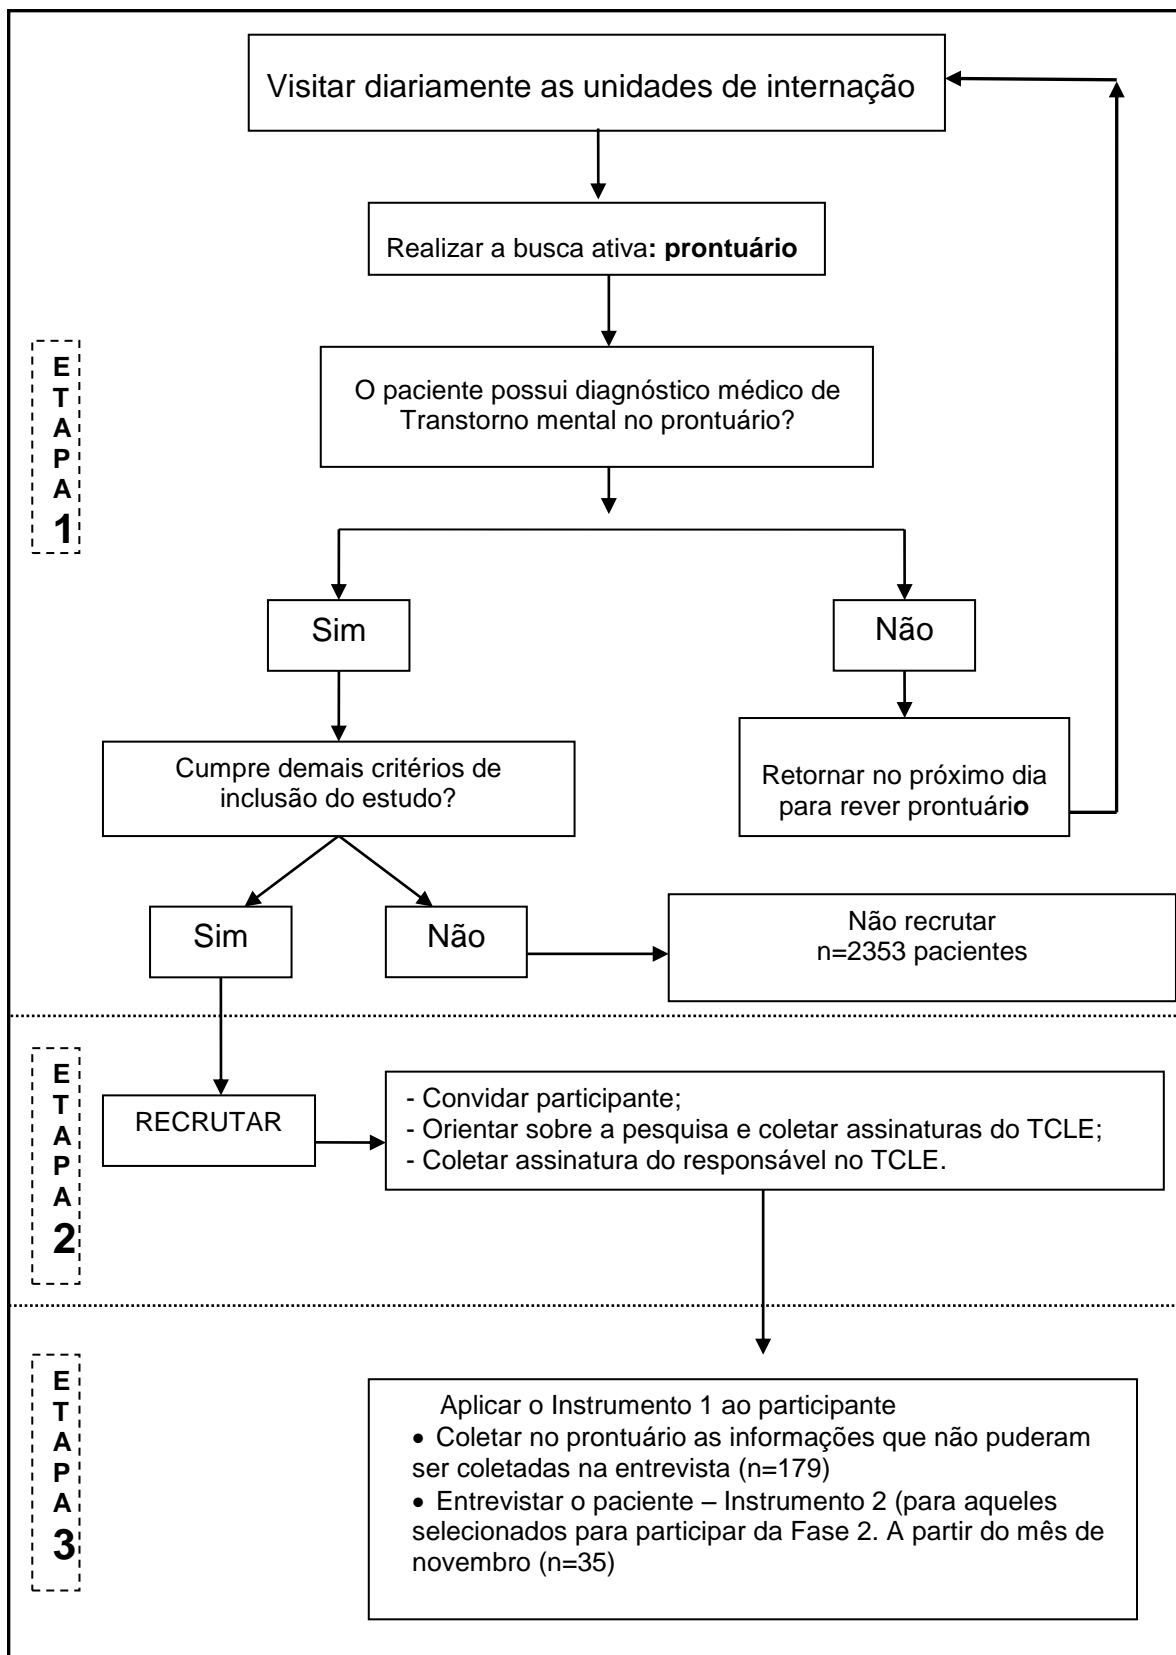 Visitar diariamente as unidades de internação
Realizar a busca ativa: prontuário
E
T
A
P
A
1
O paciente possui diagnóstico médico de
Transtorno mental no prontuário?
Sim
Não
Cumpre demais critérios de
inclusão do estudo?
Retornar no próximo dia
para rever prontuário
Sim
Não
Não recrutar
n=2353 pacientes
E
T
A
P
A
2
RECRUTAR
- Convidar participante;
- Orientar sobre a pesquisa e coletar assinaturas do TCLE;
- Coletar assinatura do responsável no TCLE.
E
T
A
P
A
3
Aplicar o Instrumento 1 ao participante
• Coletar no prontuário as informações que não puderam
ser coletadas na entrevista (n=179)
• Entrevistar o paciente – Instrumento 2 (para aqueles
selecionados para participar da Fase 2. A partir do mês de
novembro (n=35)